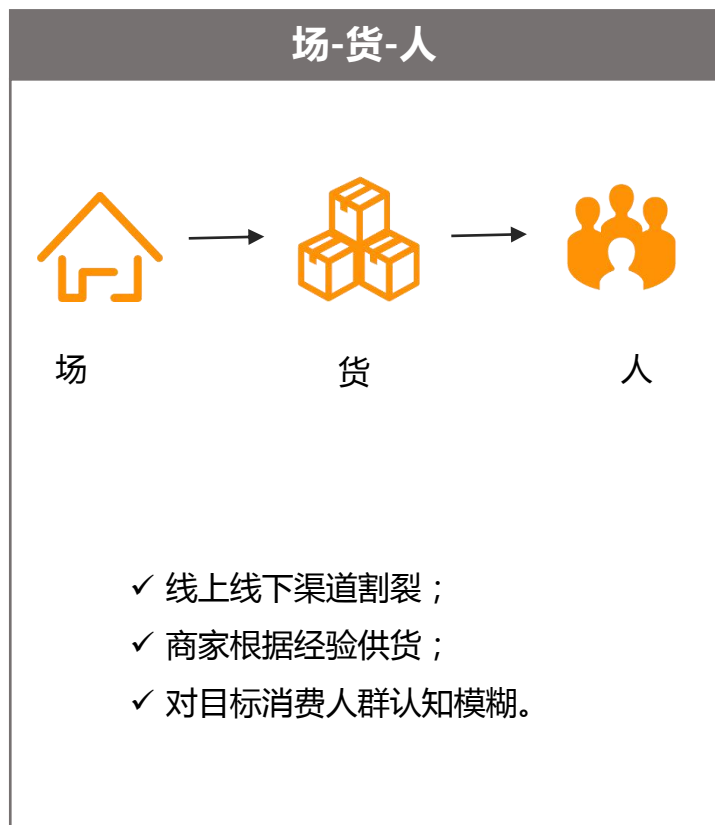 场-货-人
场
货
人
✓ 线上线下渠道割裂；
✓ 商家根据经验供货；
✓ 对目标消费人群认知模糊。